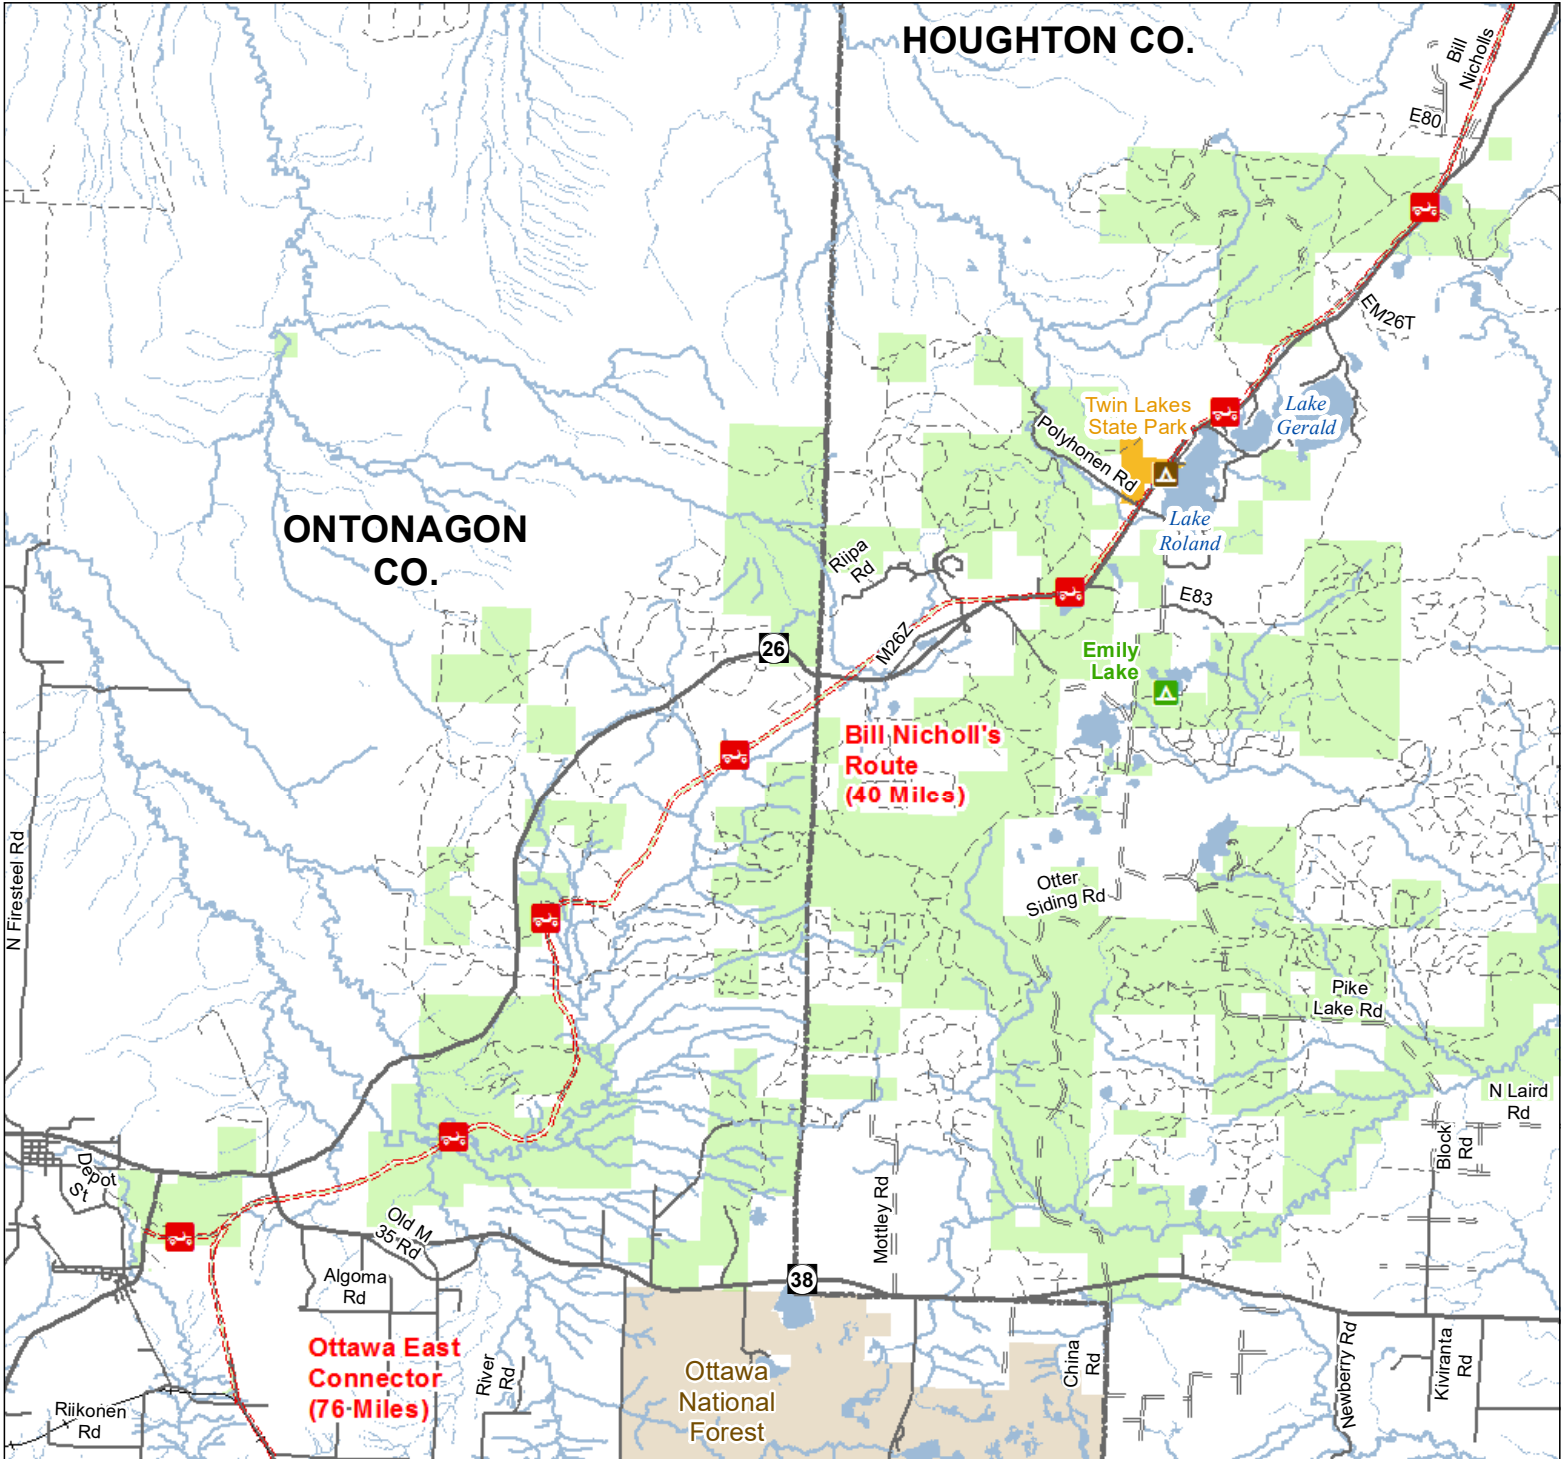 HOUGHTON CO.
Bill
Nicholls
E80
EM26T
Twin Lakes
State Park
Lake
Gerald
Polyhonen Rd
Lake
Roland
ONTONAGON
CO.
Riipa
Rd
E83
26
M26Z
Emily
Lake
Bill Nicholl's
Route
(40 Miles)
N Firesteel Rd
Otter
Siding Rd
Pike
Lake Rd
N Laird
Rd
Block
Rd
Depot
St
Old M
35 Rd
Mottley Rd
Algoma
Rd
38
Ottawa East
Connector
(76 Miles)
River
Rd
Ottawa
National
Forest
China
Rd
Newberry Rd
Kiviranta
Rd
Riikonen
Rd